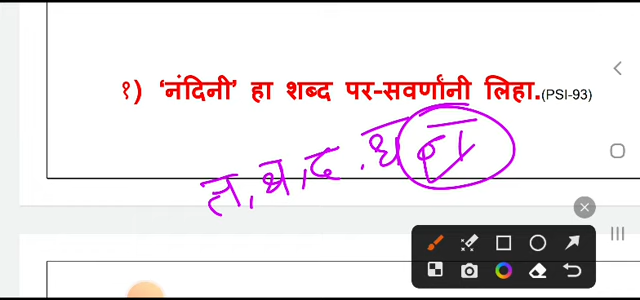 १) ‘नंदिनी’ हा शब्द पर-सवर्णांनी लिहा.(PSI-93)
त, थ, द, ध न